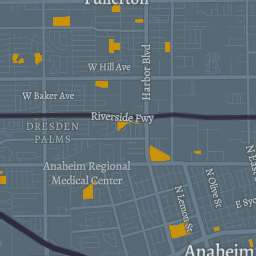 Fullerton
W Hill Ave
Harbor Blvd
W Baker Ave
Riverside Fwy
DRESDEN
PALMS
Anaheim Regional
Medical Center
N Lemon St
N Olive St
Anaheim